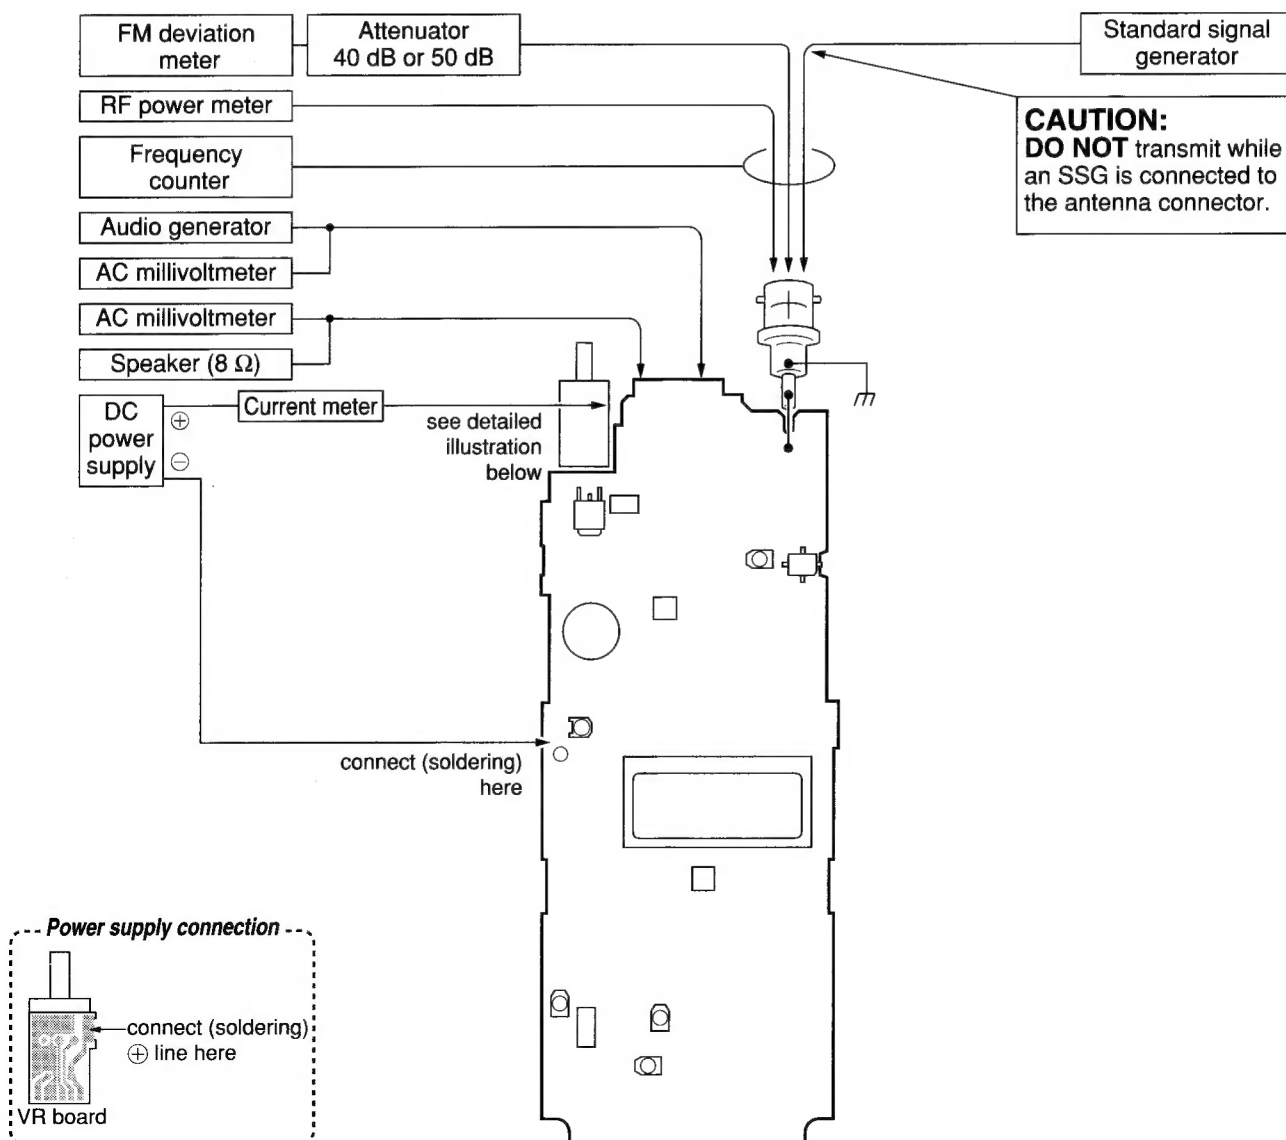 FM deviation
meter
Attenuator
40 dB or 50 dB
Standard signal
generator
RF power meter
CAUTION:
DO NOT transmit while
an SSG is connected to
the antenna connector.
Frequency
counter
Audio generator
AC millivoltmeter
AC millivoltmeter
Speaker (8 Ω)
DC
power
supply
⊕
⊖
Current meter
see detailed
illustration
below
connect (soldering)
here
Power supply connection
connect (soldering)
⊕ line here
VR board